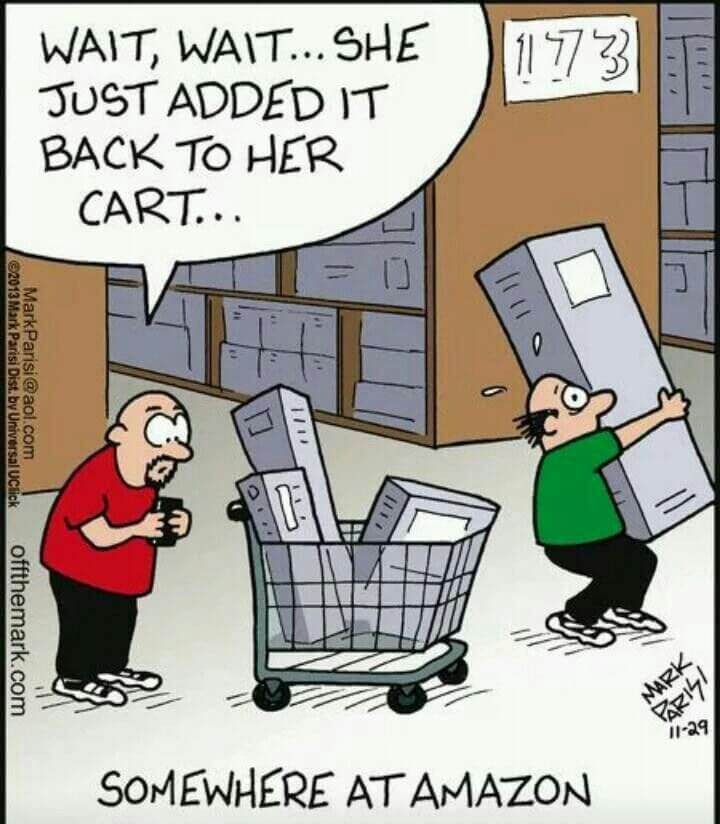 WAIT, WAIT... SHE
JUST ADDED IT
BACK TO HER
CART...
173
MarkParisi@aol.com
©2013 Mark Parisi Dist. by Universal Uclick
offthemark.com
MARK
PARISI
11-29
SOMEWHERE AT AMAZON